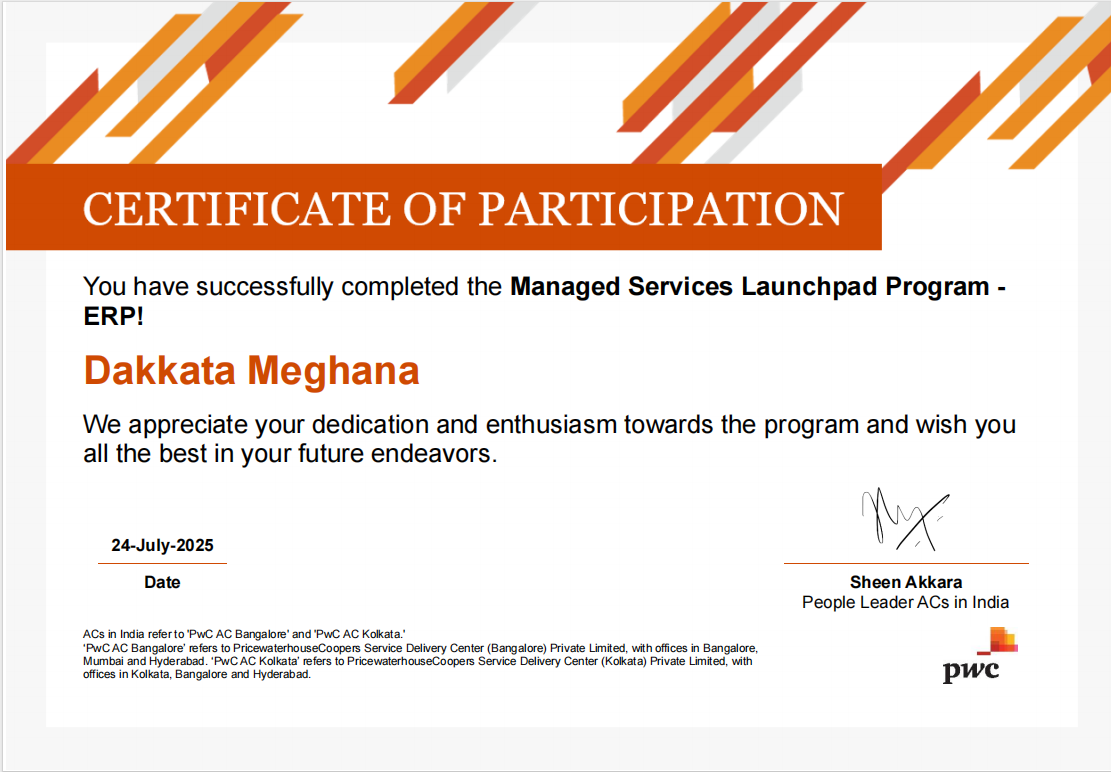 CERTIFICATE OF PARTICIPATION
You have successfully completed the Managed Services Launchpad Program -
ERP!
Dakkata Meghana
We appreciate your dedication and enthusiasm towards the program and wish you
all the best in your future endeavors.
24-July-2025
Date
Sheen Akkara
People Leader ACs in India
ACs in India refer to 'PwC AC Bangalore' and 'PwC AC Kolkata.'
‘PwC AC Bangalore’ refers to PricewaterhouseCoopers Service Delivery Center (Bangalore) Private Limited, with offices in Bangalore,
Mumbai and Hyderabad. ‘PwC AC Kolkata’ refers to PricewaterhouseCoopers Service Delivery Center (Kolkata) Private Limited, with
offices in Kolkata, Bangalore and Hyderabad.
pwc